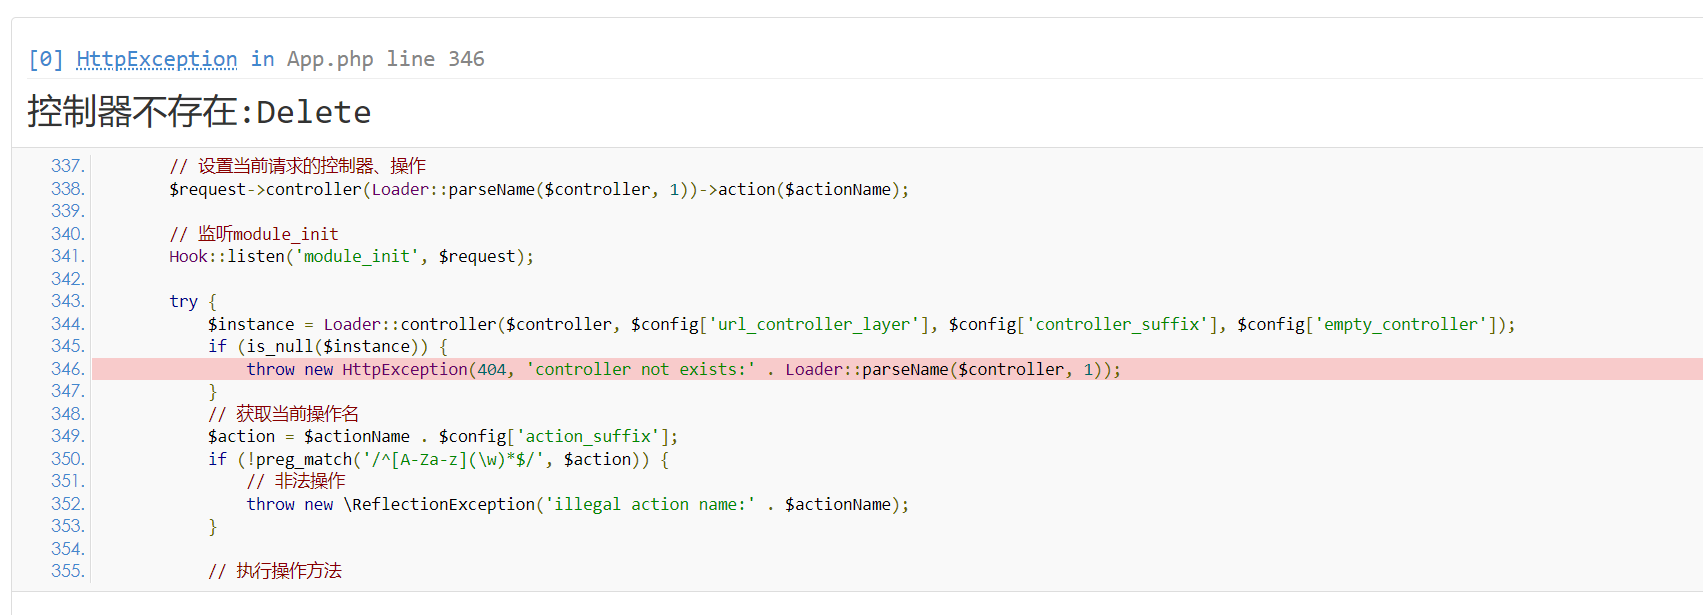 [0] HttpException in App.php line 346
控制器不存在:Delete
337. // 设置当前请求的控制器、操作
338. $request->controller(Loader::parseName($controller, 1))->action($actionName);
339.
340. // 监听module_init
341. Hook::listen('module_init', $request);
342.
343. try {
344. $instance = Loader::controller($controller, $config['url_controller_layer'], $config['controller_suffix'], $config['empty_controller']);
345. if (is_null($instance)) {
346. throw new HttpException(404, 'controller not exists:' . Loader::parseName($controller, 1));
347. }
348. // 获取当前操作名
349. $action = $actionName . $config['action_suffix'];
350. if (!preg_match('/^[A-Za-z](\w)*$/', $action)) {
351. // 非法操作
352. throw new \ReflectionException('illegal action name:' . $actionName);
353. }
354.
355. // 执行操作方法